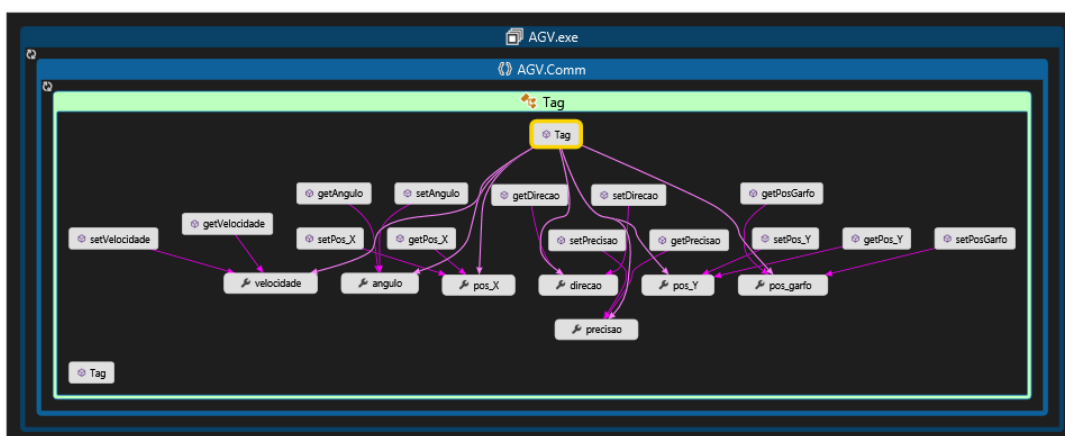 AGV.exe
AGV.Comm
Tag
Tag
getAngulo
setAngulo
getDirecao
setDirecao
getPosGarfo
getVelocidade
setVelocidade
setPos_X
getPos_X
setPrecisao
getPrecisao
setPos_Y
getPos_Y
setPosGarfo
velocidade
angulo
pos_X
direcao
pos_Y
pos_garfo
precisao
Tag